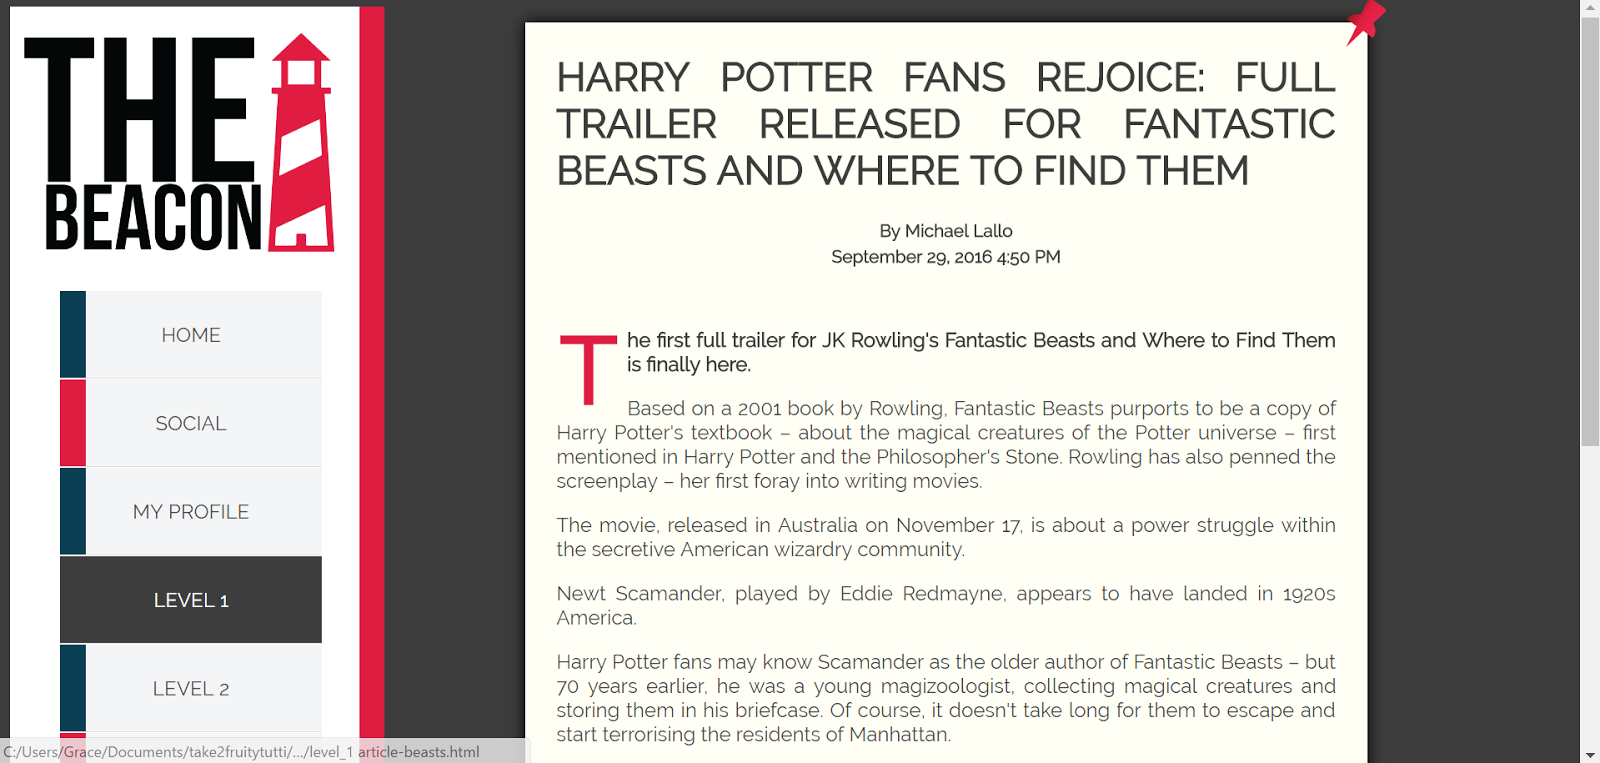 THE
BEACON
HOME
SOCIAL
MY PROFILE
LEVEL 1
LEVEL 2
C:/Users/Grace/Documents/take2fruitytutti/.../level_1 article-beasts.html
HARRY POTTER FANS REJOICE: FULL
TRAILER RELEASED FOR FANTASTIC
BEASTS AND WHERE TO FIND THEM
By Michael Lallo
September 29, 2016 4:50 PM
The first full trailer for JK Rowling's Fantastic Beasts and Where to Find Them
is finally here.
Based on a 2001 book by Rowling, Fantastic Beasts purports to be a copy of
Harry Potter's textbook – about the magical creatures of the Potter universe – first
mentioned in Harry Potter and the Philosopher's Stone. Rowling has also penned the
screenplay – her first foray into writing movies.
The movie, released in Australia on November 17, is about a power struggle within
the secretive American wizardry community.
Newt Scamander, played by Eddie Redmayne, appears to have landed in 1920s
America.
Harry Potter fans may know Scamander as the older author of Fantastic Beasts – but
70 years earlier, he was a young magizoologist, collecting magical creatures and
storing them in his briefcase. Of course, it doesn't take long for them to escape and
start terrorising the residents of Manhattan.